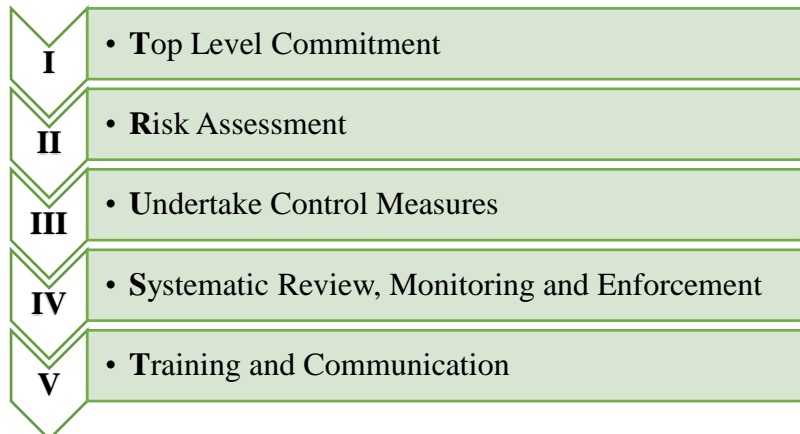 I
• Top Level Commitment
II
• Risk Assessment
III
• Undertake Control Measures
IV
• Systematic Review, Monitoring and Enforcement
V
• Training and Communication